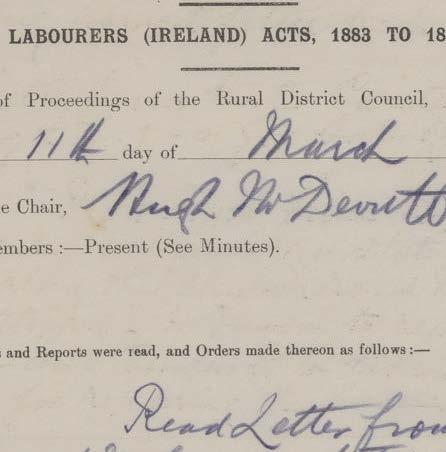 LABOURERS (IRELAND) ACTS, 1883 TO 18
of Proceedings of the Rural District Council,
11th day of March
e Chair, Hugh McDevitt
embers :—Present (See Minutes).
s and Reports were read, and Orders made thereon as follows :—
Read Letter from